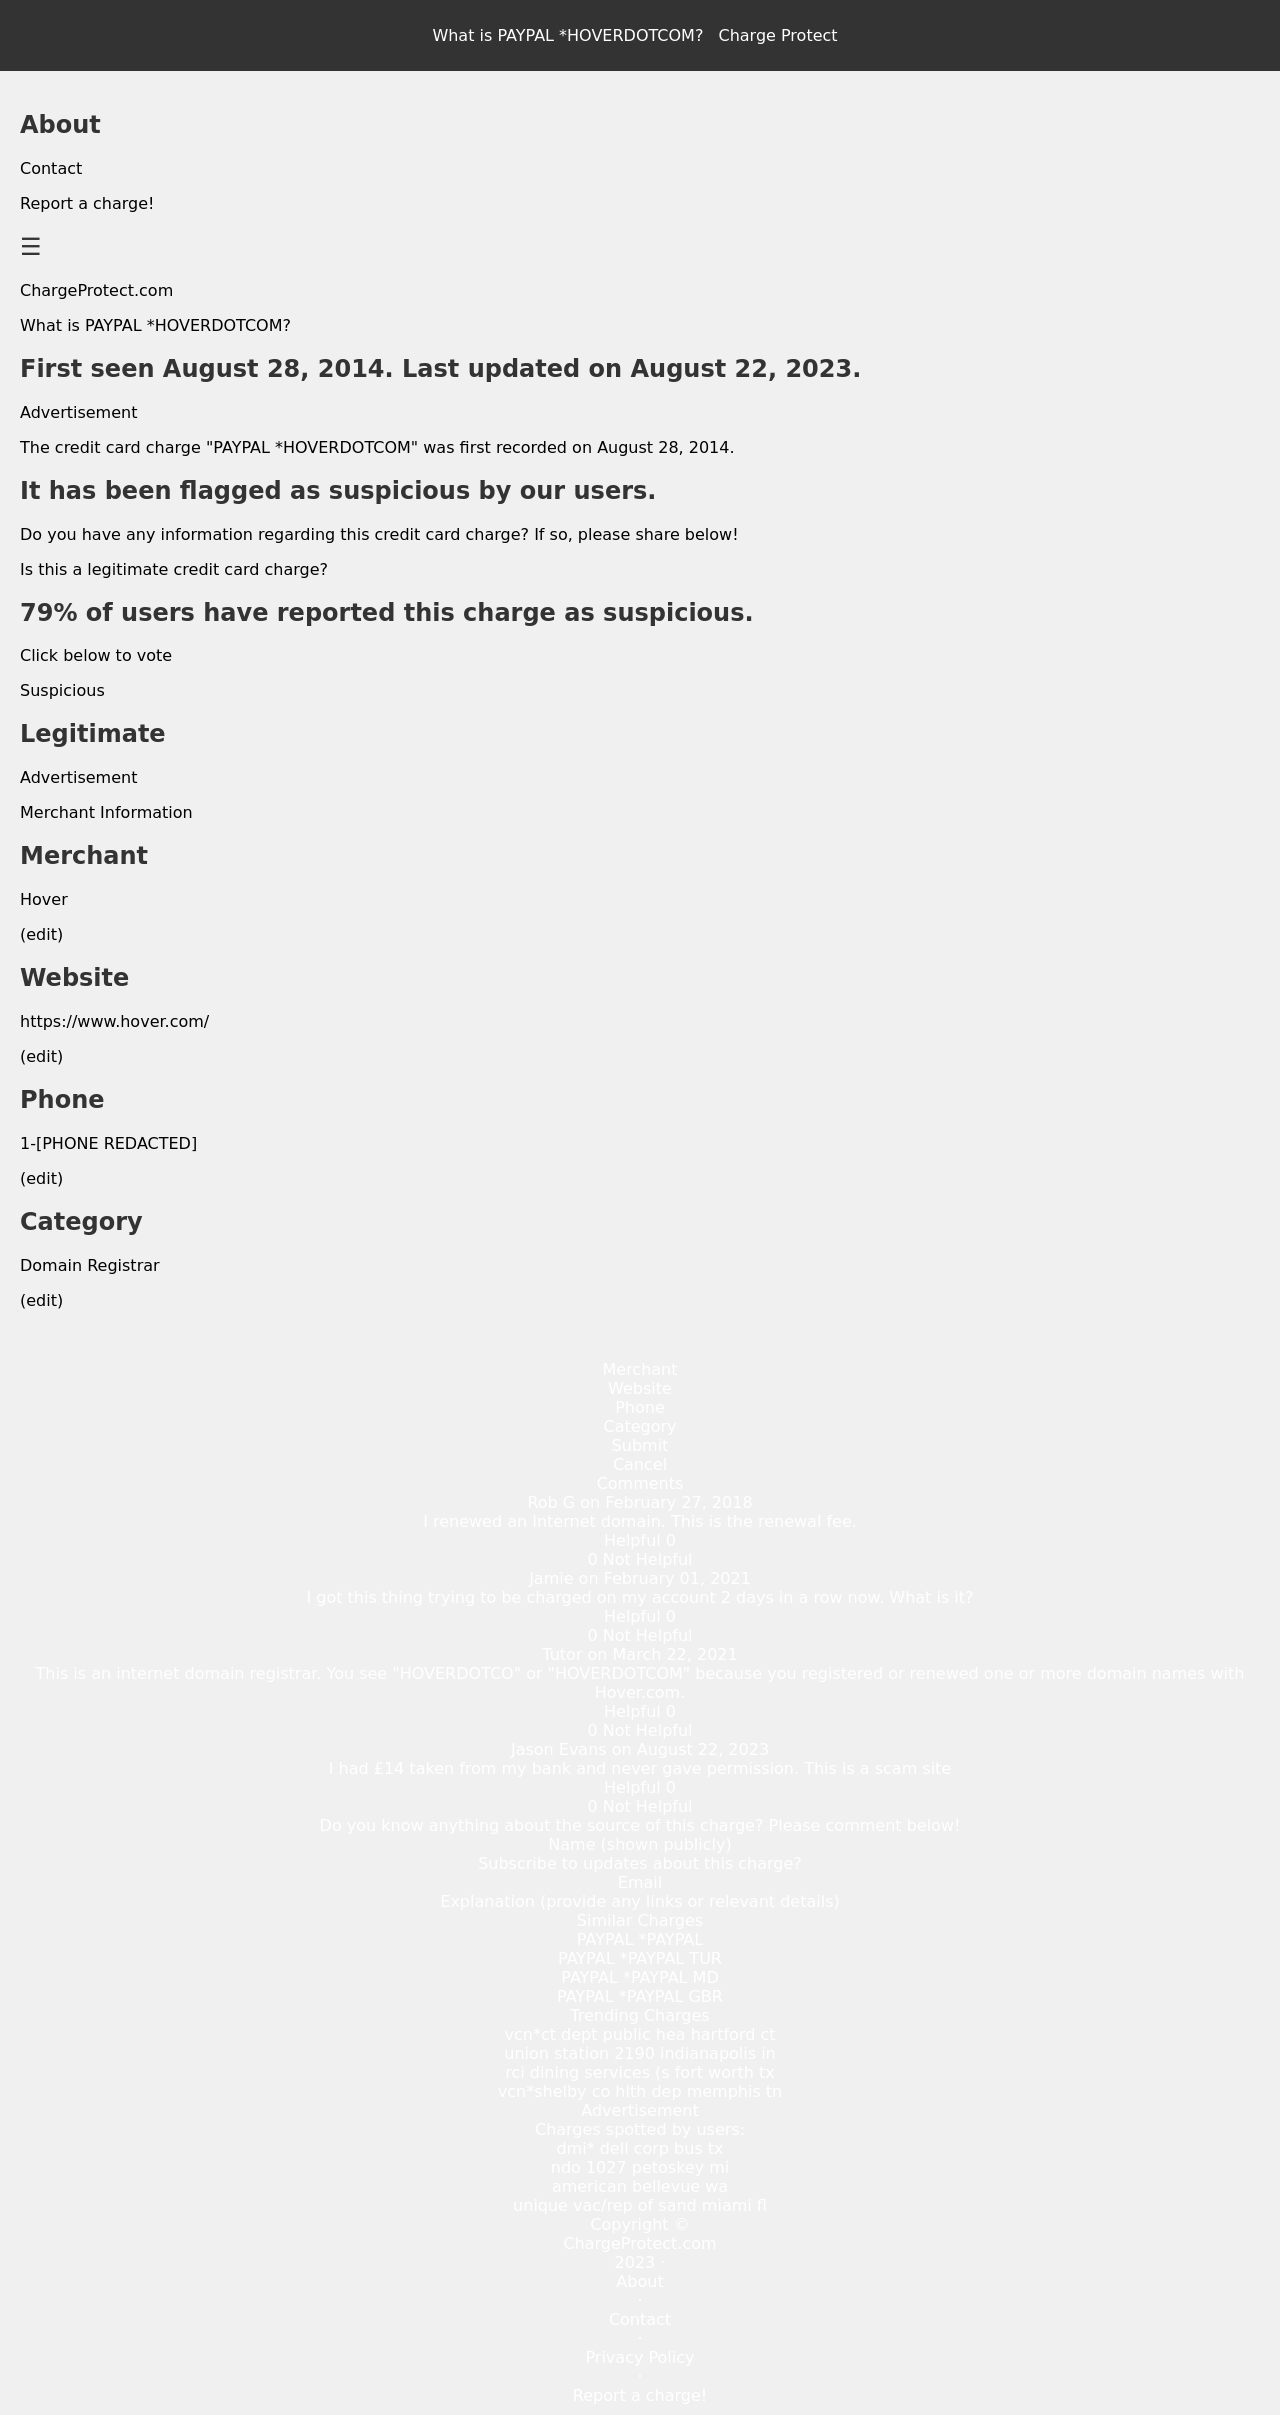 What is PAYPAL *HOVERDOTCOM? Charge Protect
About
Contact
Report a charge!
☰
ChargeProtect.com
What is PAYPAL *HOVERDOTCOM?
First seen August 28, 2014. Last updated on August 22, 2023.
Advertisement
The credit card charge "PAYPAL *HOVERDOTCOM" was first recorded on August 28, 2014.
It has been flagged as suspicious by our users.
Do you have any information regarding this credit card charge? If so, please share below!
Is this a legitimate credit card charge?
79% of users have reported this charge as suspicious.
Click below to vote
Suspicious
Legitimate
Advertisement
Merchant Information
Merchant
Hover
(edit)
Website
https://www.hover.com/
(edit)
Phone
1-[PHONE REDACTED]
(edit)
Category
Domain Registrar
(edit)
Merchant
Website
Phone
Category
Submit
Cancel
Comments
Rob G on February 27, 2018
I renewed an Internet domain. This is the renewal fee.
Helpful 0
0 Not Helpful
Jamie on February 01, 2021
I got this thing trying to be charged on my account 2 days in a row now. What is it?
Helpful 0
0 Not Helpful
Tutor on March 22, 2021
This is an internet domain registrar. You see "HOVERDOTCO" or "HOVERDOTCOM" because you registered or renewed one or more domain names with
Hover.com.
Helpful 0
0 Not Helpful
Jason Evans on August 22, 2023
I had £14 taken from my bank and never gave permission. This is a scam site
Helpful 0
0 Not Helpful
Do you know anything about the source of this charge? Please comment below!
Name (shown publicly)
Subscribe to updates about this charge?
Email
Explanation (provide any links or relevant details)
Similar Charges
PAYPAL *PAYPAL
PAYPAL *PAYPAL TUR
PAYPAL *PAYPAL MD
PAYPAL *PAYPAL GBR
Trending Charges
vcn*ct dept public hea hartford ct
union station 2190 indianapolis in
rci dining services (s fort worth tx
vcn*shelby co hlth dep memphis tn
Advertisement
Charges spotted by users:
dmi* dell corp bus tx
ndo 1027 petoskey mi
american bellevue wa
unique vac/rep of sand miami fl
Copyright ©
ChargeProtect.com
2023 ·
About
·
Contact
·
Privacy Policy
·
Report a charge!